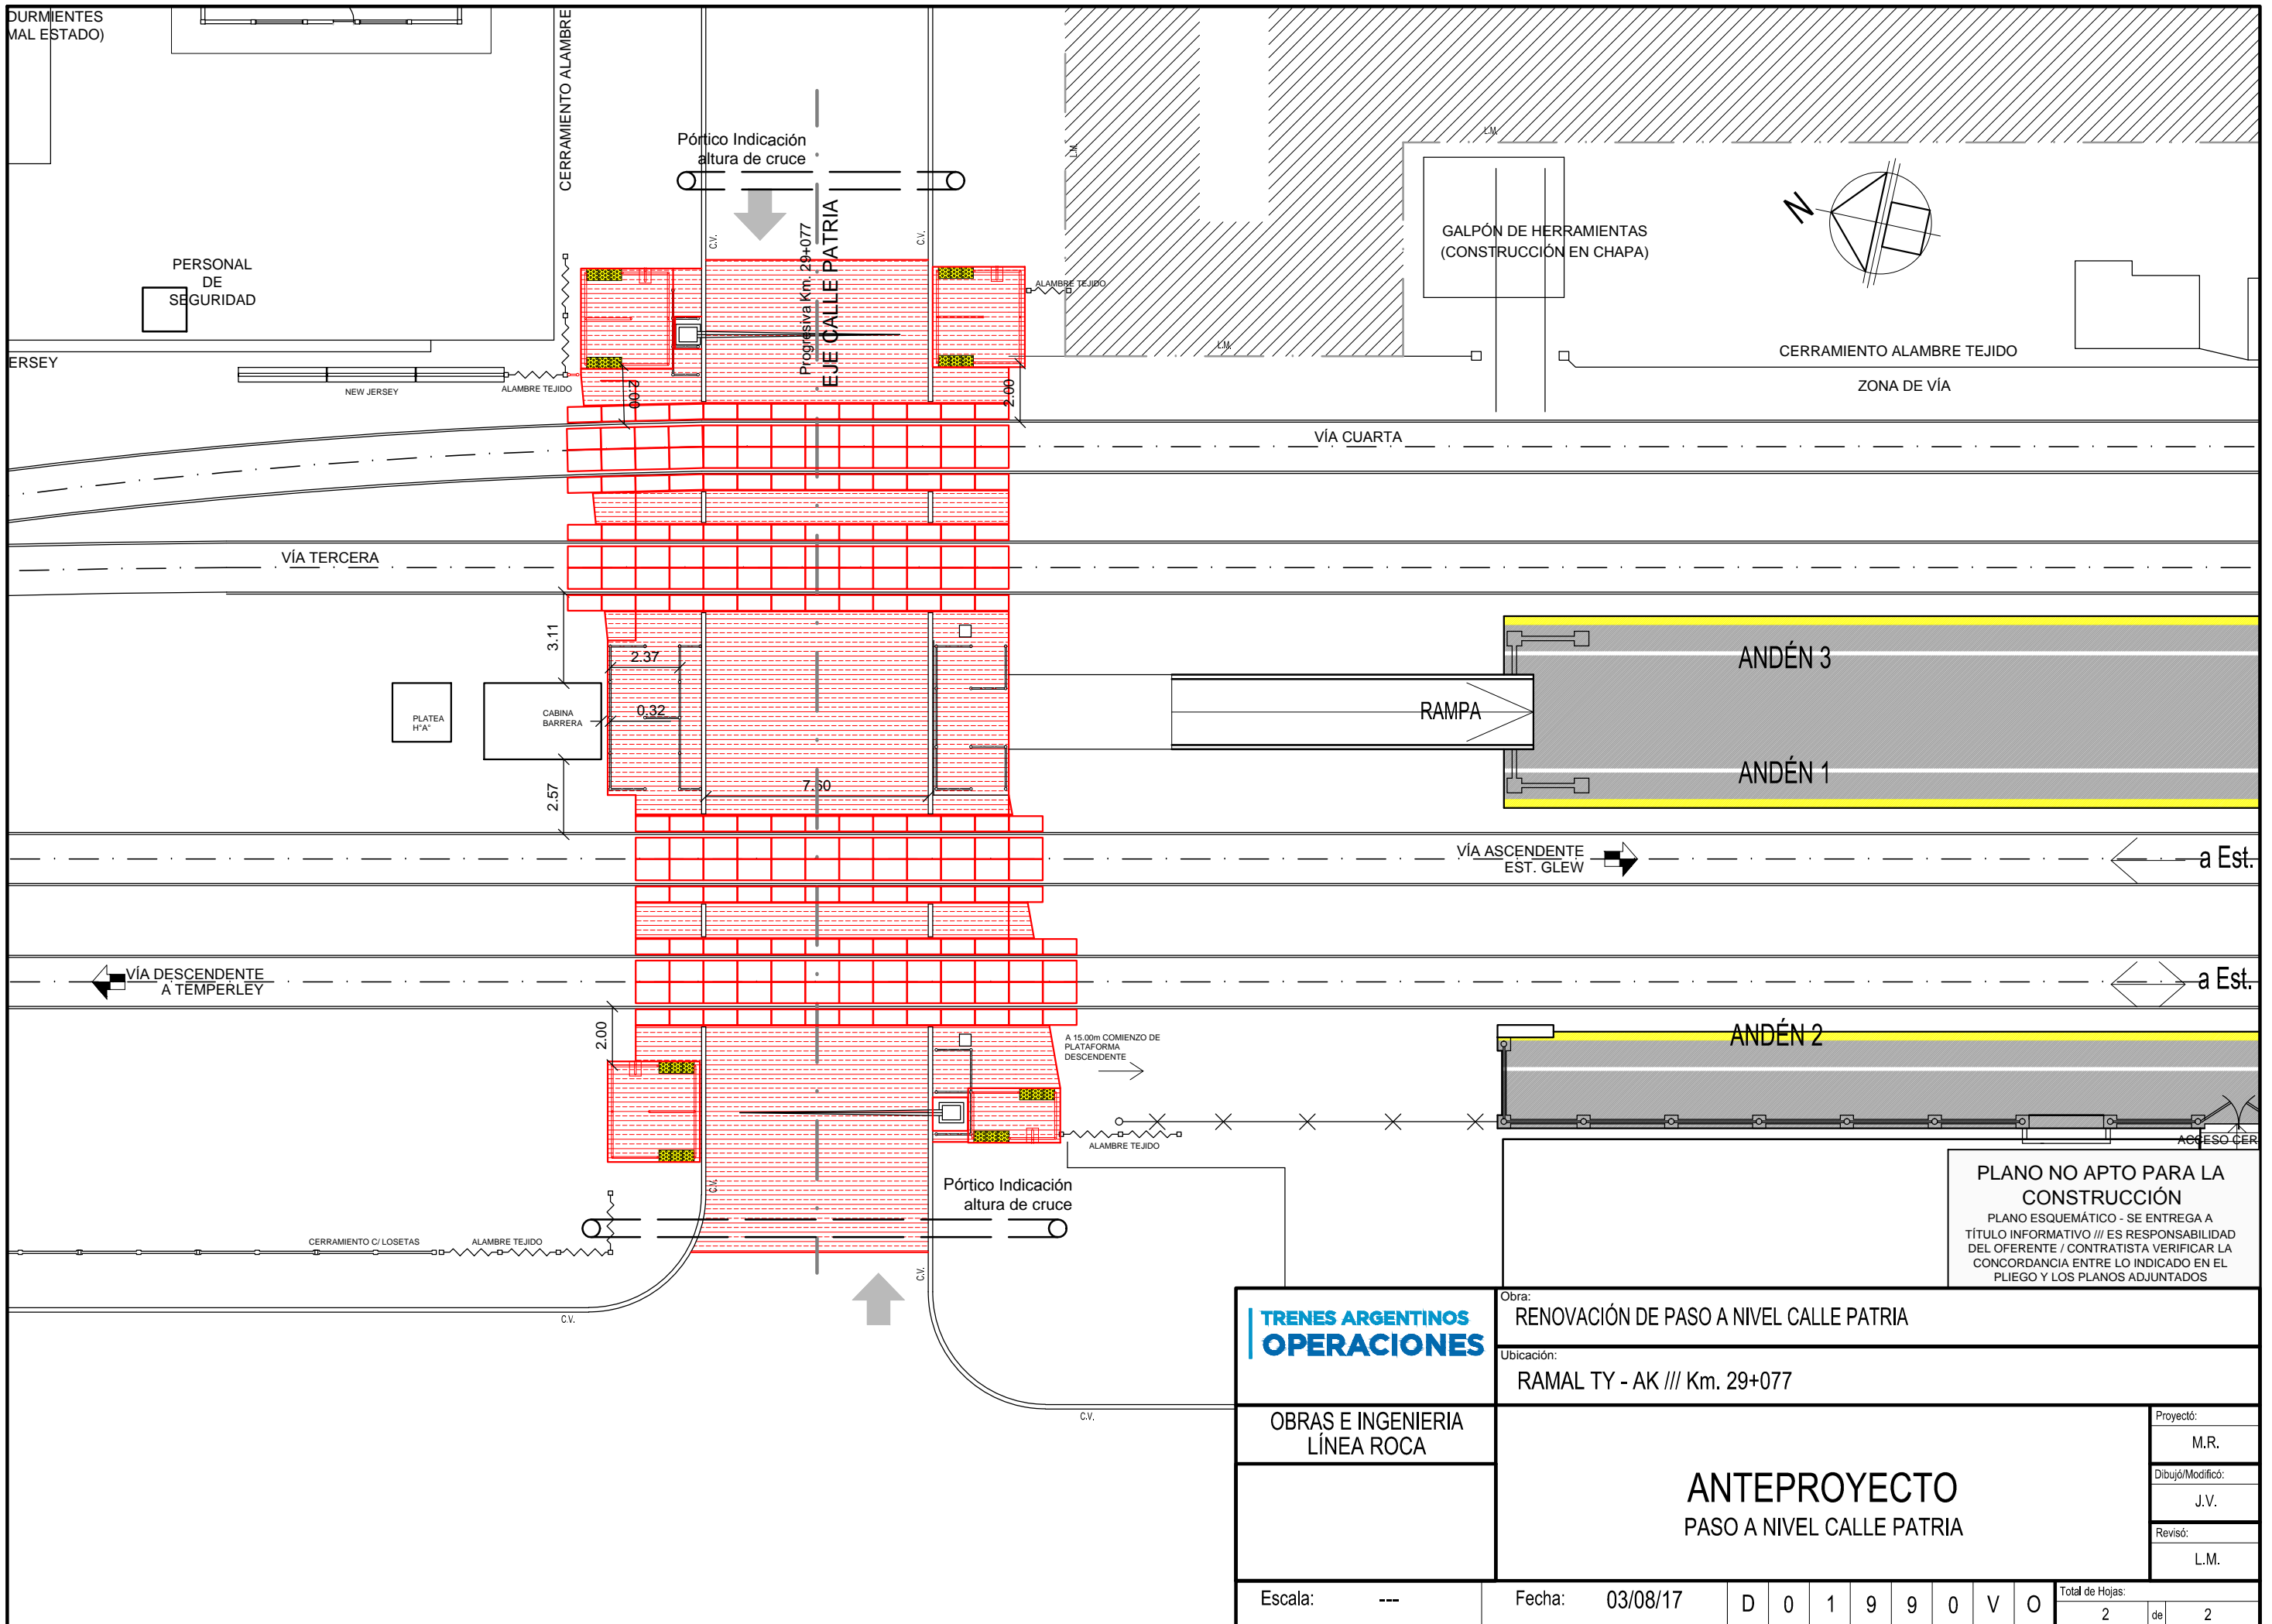 DURMIENTES
MAL ESTADO)
CERRAMIENTO ALAMBRE
Pórtico Indicación
altura de cruce
C.V.
C.V.
Progresiva Km. 29+077
EJE CALLE PATRIA
L.M.
L.M.
L.M.
GALPÓN DE HERRAMIENTAS
(CONSTRUCCIÓN EN CHAPA)
N
PERSONAL
DE
SEGURIDAD
ERSEY
NEW JERSEY
ALAMBRE TEJIDO
ALAMBRE TEJIDO
2.00
2.00
CERRAMIENTO ALAMBRE TEJIDO
ZONA DE VÍA
VÍA CUARTA
VÍA TERCERA
3.11
2.37
0.32
PLATEA
H"A"
CABINA
BARRERA
2.57
7.60
RAMPA
ANDÉN 3
ANDÉN 1
VÍA ASCENDENTE
EST. GLEW
a Est.
VÍA DESCENDENTE
A TEMPERLEY
a Est.
2.00
A 15.00m COMIENZO DE
PLATAFORMA
DESCENDENTE
ANDÉN 2
ALAMBRE TEJIDO
ACCESO CER
C.V.
Pórtico Indicación
altura de cruce
CERRAMIENTO C/ LOSETAS
ALAMBRE TEJIDO
C.V.
C.V.
C.V.
PLANO NO APTO PARA LA
CONSTRUCCIÓN
PLANO ESQUEMÁTICO - SE ENTREGA A
TÍTULO INFORMATIVO /// ES RESPONSABILIDAD
DEL OFERENTE / CONTRATISTA VERIFICAR LA
CONCORDANCIA ENTRE LO INDICADO EN EL
PLIEGO Y LOS PLANOS ADJUNTADOS
TRENES ARGENTINOS
OPERACIONES
Obra:
RENOVACIÓN DE PASO A NIVEL CALLE PATRIA
Ubicación:
RAMAL TY - AK /// Km. 29+077
OBRAS E INGENIERIA
LÍNEA ROCA
ANTEPROYECTO
PASO A NIVEL CALLE PATRIA
Proyectó:
M.R.
Dibujó/Modificó:
J.V.
Revisó:
L.M.
Escala: ---
Fecha: 03/08/17
D 0 1 9 9 0 V O
Total de Hojas:
2 de 2